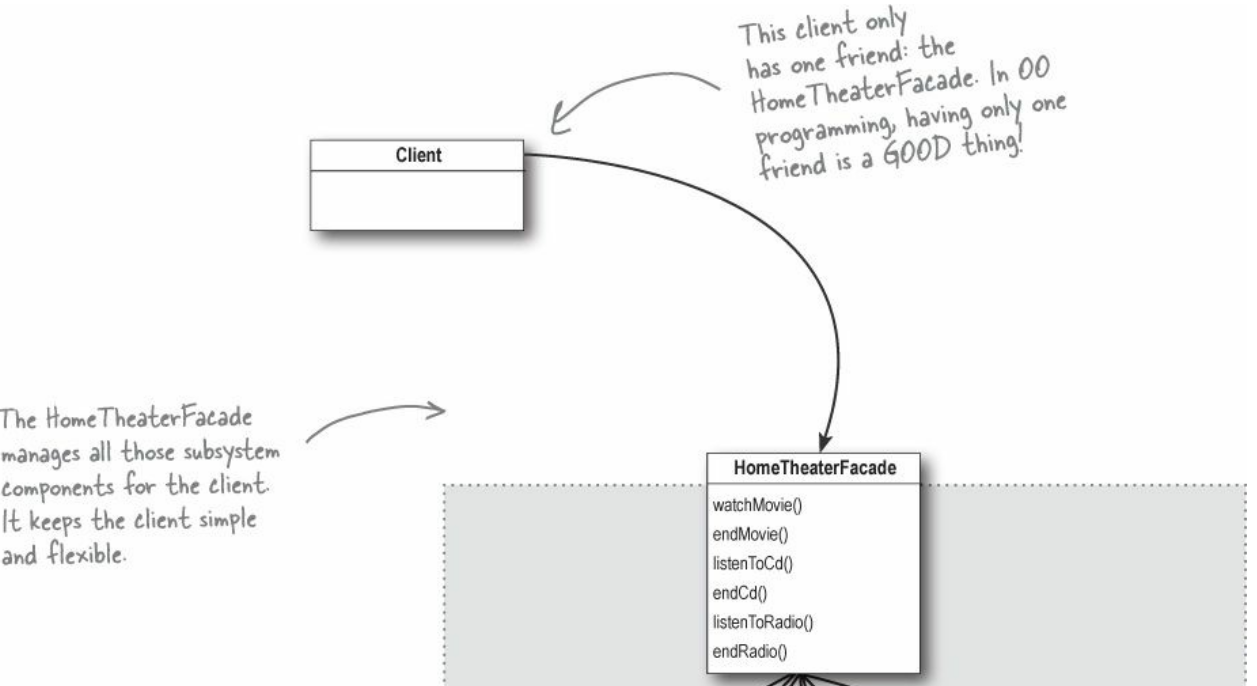 This client only
has one friend: the
HomeTheaterFacade. In OO
programming, having only one
friend is a GOOD thing!
Client
The HomeTheaterFacade
manages all those subsystem
components for the client.
It keeps the client simple
and flexible.
HomeTheaterFacade
watchMovie()
endMovie()
listenToCd()
endCd()
listenToRadio()
endRadio()